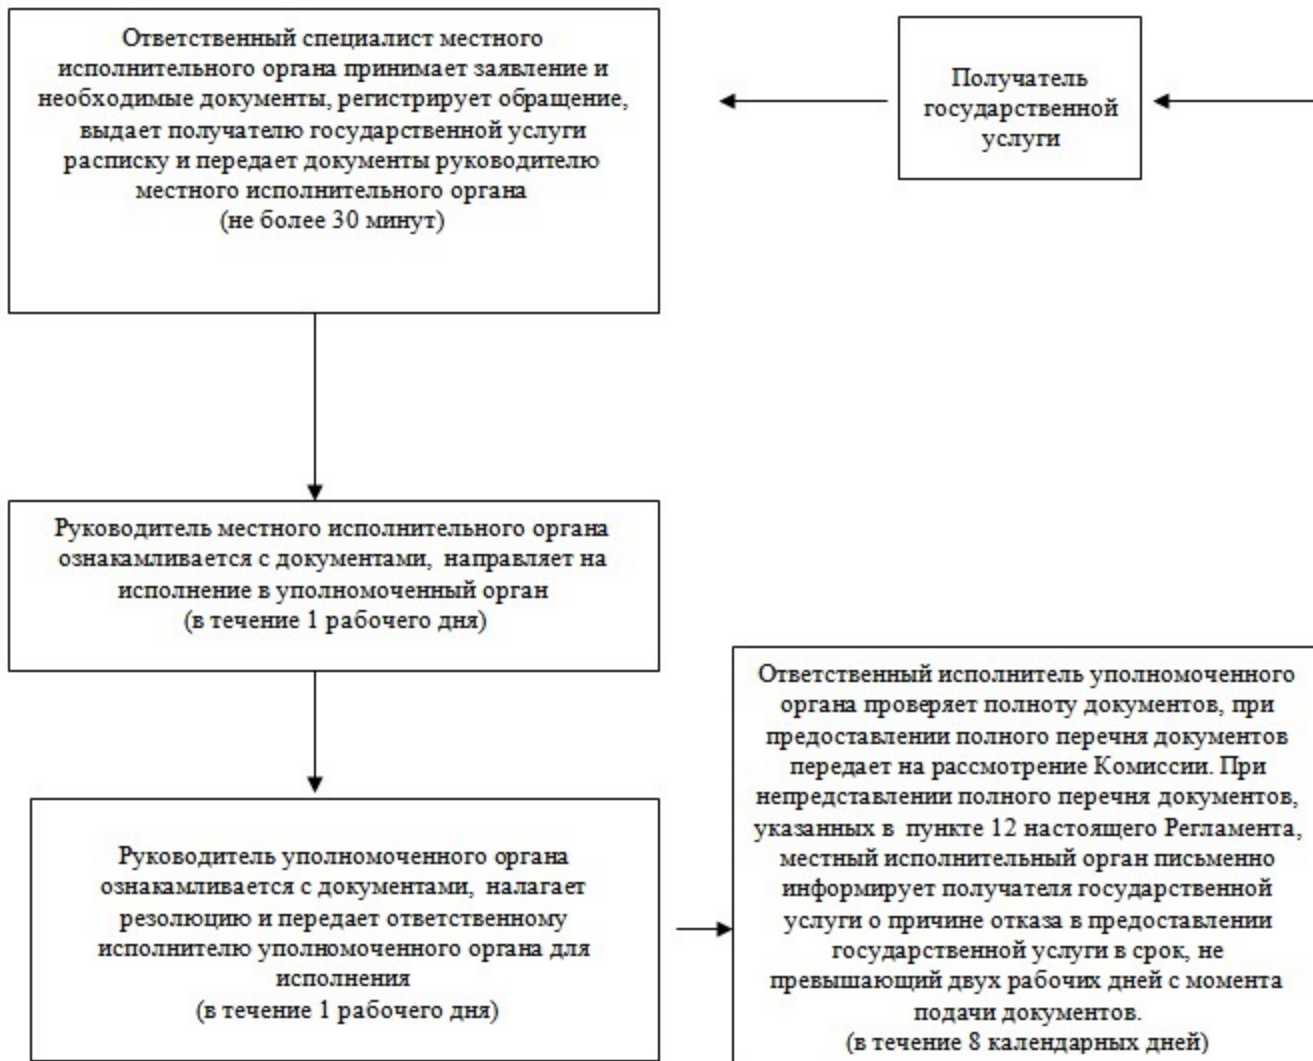 Ответственный специалист местного
исполнительного органа принимает заявление и
необходимые документы, регистрирует обращение,
выдает получателю государственной услуги
расписку и передает документы руководителю
местного исполнительного органа
(не более 30 минут)
Получатель
государственной
услуги
Руководитель местного исполнительного органа
ознакамливается с документами, направляет на
исполнение в уполномоченный орган
(в течение 1 рабочего дня)
Руководитель уполномоченного органа
ознакамливается с документами, налагает
резолюцию и передает ответственному
исполнителю уполномоченного органа для
исполнения
(в течение 1 рабочего дня)
Ответственный исполнитель уполномоченного
органа проверяет полноту документов, при
предоставлении полного перечня документов
передает на рассмотрение Комиссии. При
непредставлении полного перечня документов,
указанных в пункте 12 настоящего Регламента,
местный исполнительный орган письменно
информирует получателя государственной
услуги о причине отказа в предоставлении
государственной услуги в срок, не
превышающий двух рабочих дней с момента
подачи документов.
(в течение 8 календарных дней)